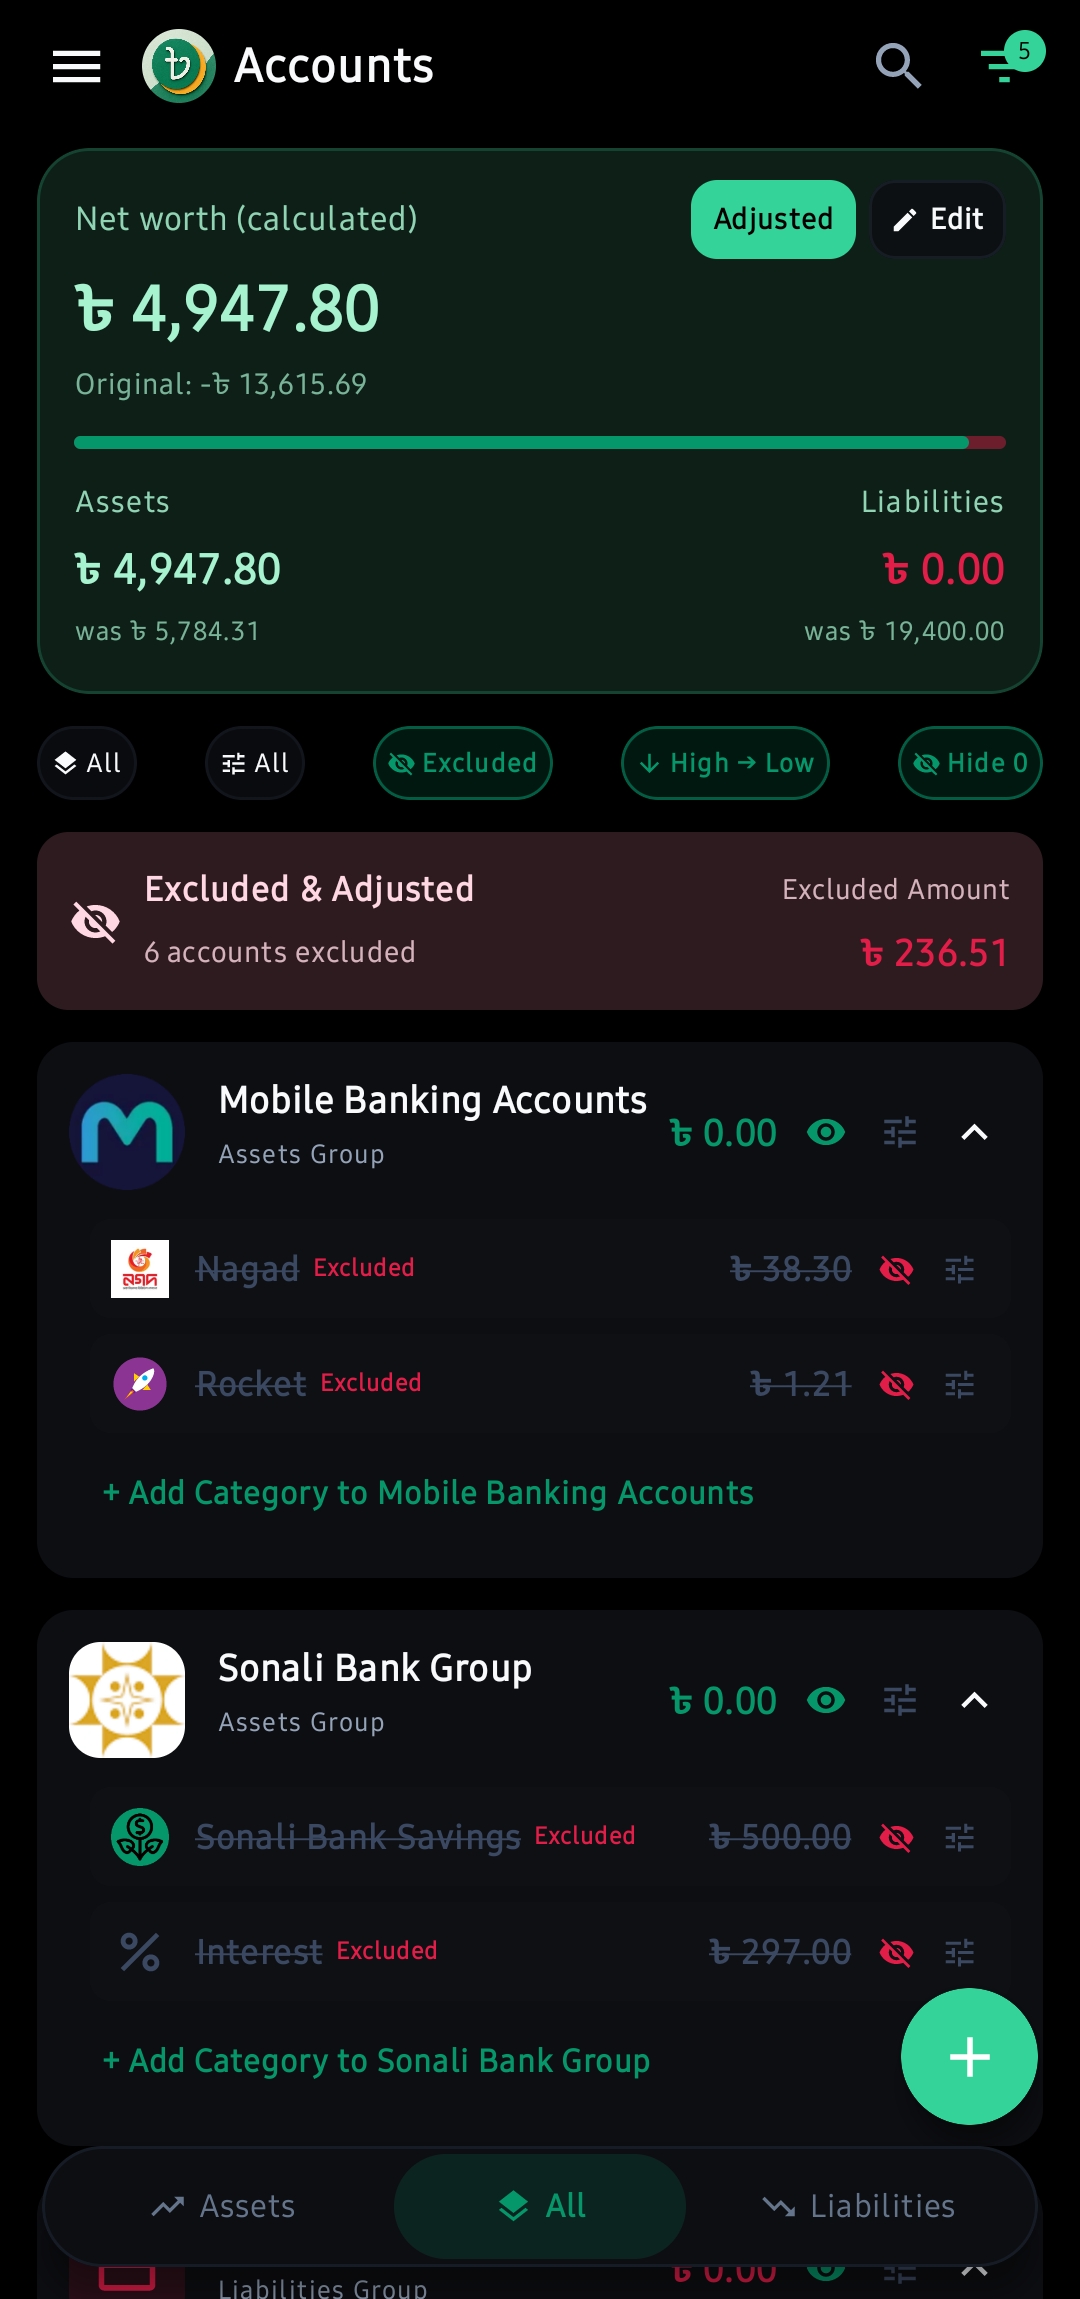 Accounts
5
Net worth (calculated)
Adjusted
Edit
৳ 4,947.80
Original: -৳ 13,615.69
Assets
Liabilities
৳ 4,947.80
৳ 0.00
was ৳ 5,784.31
was ৳ 19,400.00
All
All
Excluded
↓ High → Low
Hide 0
Excluded & Adjusted
Excluded Amount
6 accounts excluded
৳ 236.51
Mobile Banking Accounts
৳ 0.00
Assets Group
নগদ
Nagad Excluded
৳ 38.30
Rocket Excluded
৳ 1.21
+ Add Category to Mobile Banking Accounts
Sonali Bank Group
৳ 0.00
Assets Group
Sonali Bank Savings Excluded
৳ 500.00
Interest Excluded
৳ 297.00
+ Add Category to Sonali Bank Group
Assets
All
Liabilities
৳ 0.00
Liabilities Group